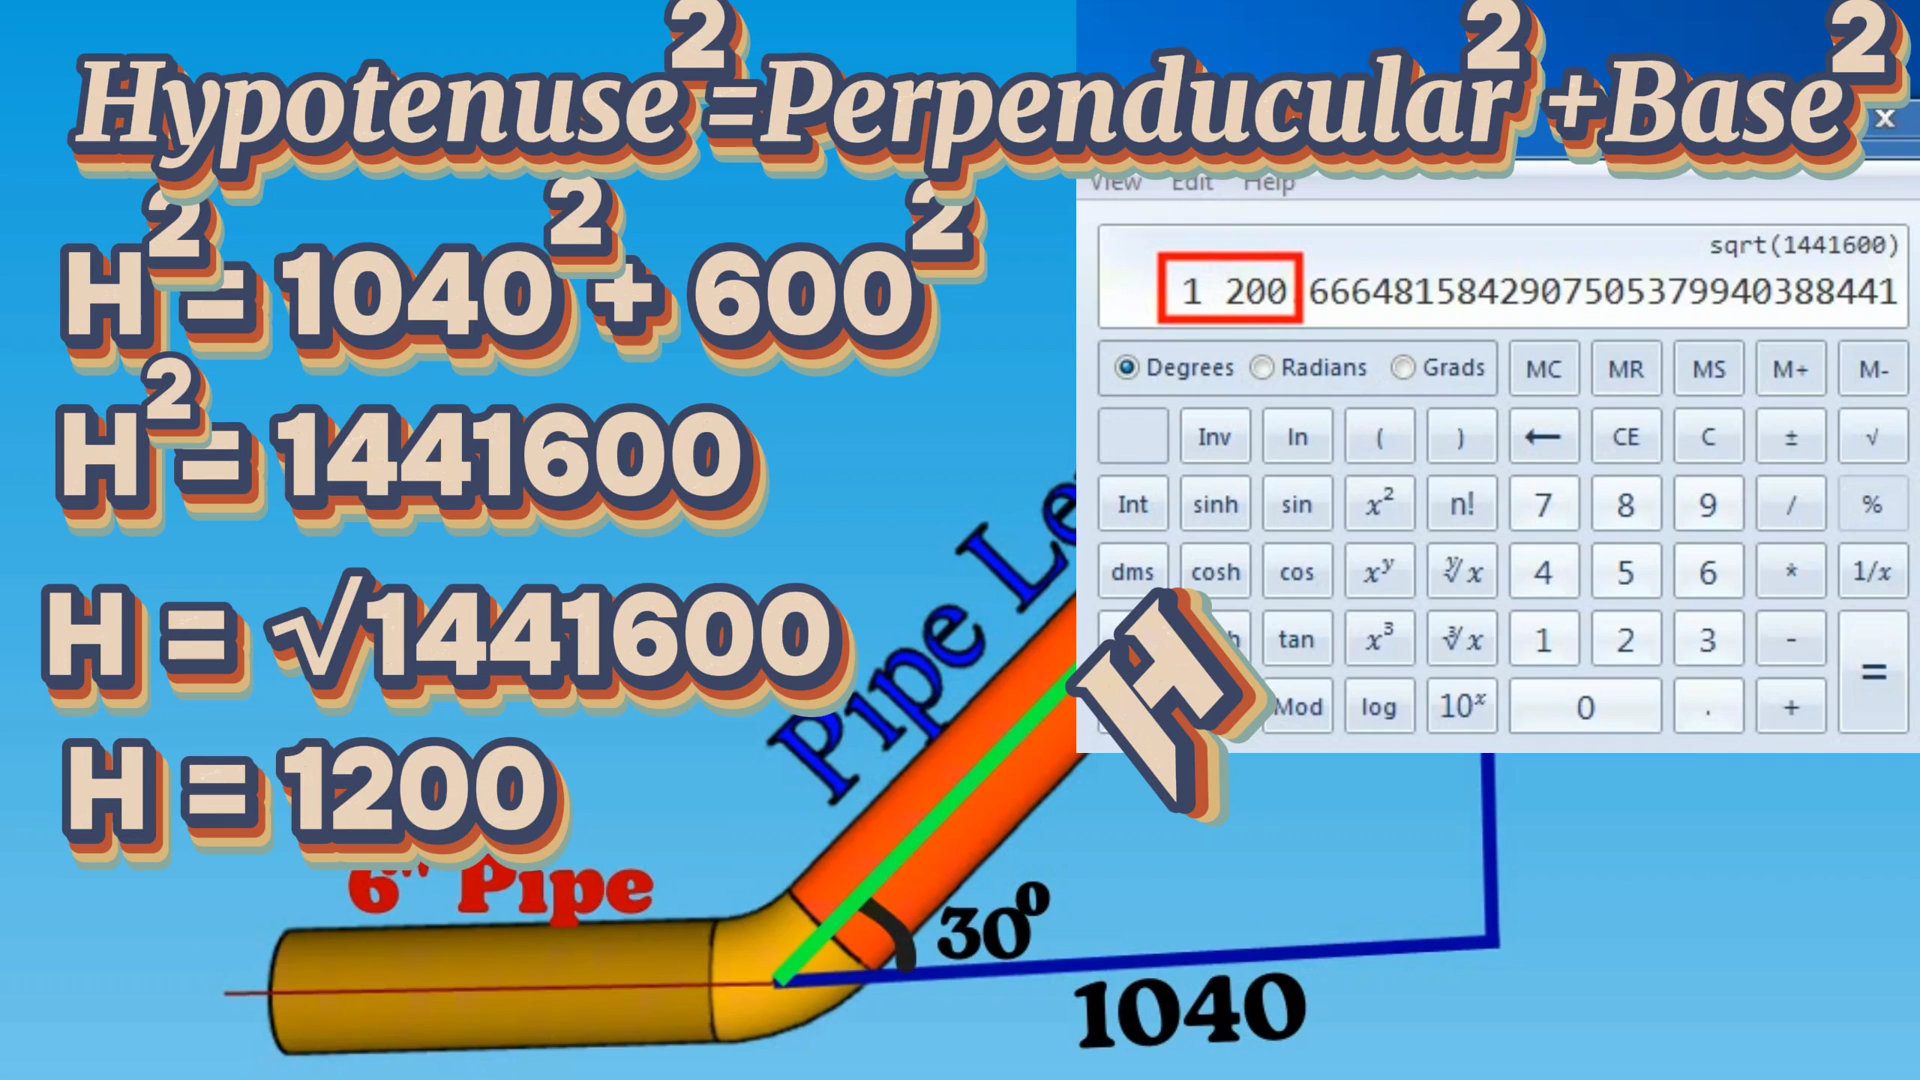 Hypotenuse²=Perpenducular²+Base²
H²= 1040²+ 600²
H²= 1441600
H = √1441600
H = 1200
View Edit Help
sqrt(1441600)
1 200.6664815842907505379940388441
Degrees Radians Grads MC MR MS M+ M-
Inv ln ( ) ← CE C ± √
Int sinh sin x² n! 7 8 9 / %
dms cosh cos xʸ ʸ√x 4 5 6 * 1/x
tan x³ ³√x 1 2 3 - =
Mod log 10ˣ 0 . +
Pipe Le
H
6" Pipe
30⁰
1040